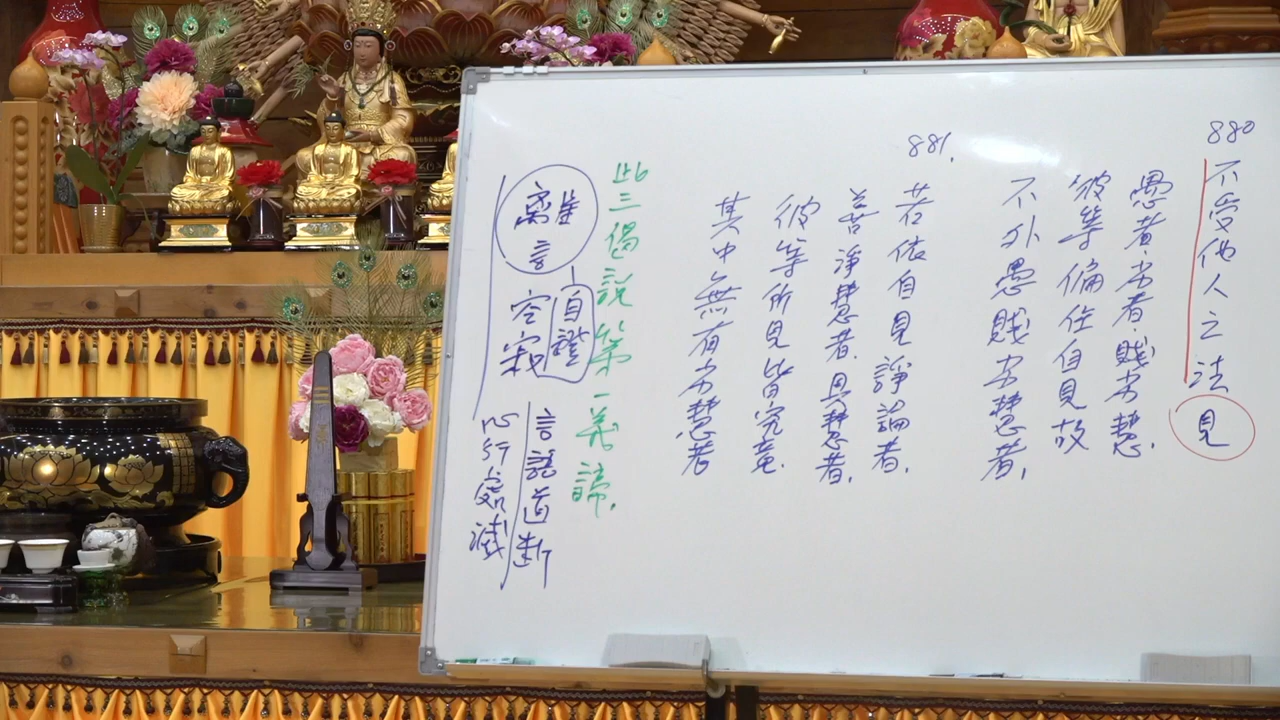 880
不受他人之法見
愚者.劣者.賤劣慧.
彼等偏住自見故
不外愚賤劣慧者.
881.
若依自見諍論者.
善淨慧者.具慧者.
彼等所見皆究竟.
其中無有劣慧者
此三偈說第一義諦.
離言
自證
空寂
言語道斷
心行處滅